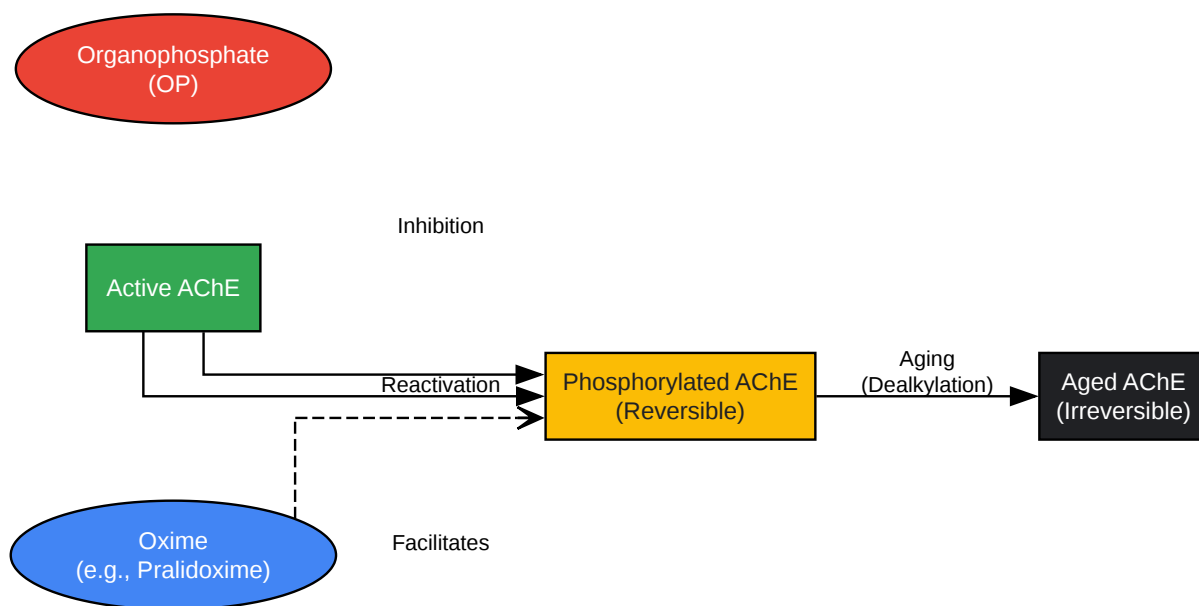 Organophosphate
(OP)
Inhibition
Active AChE
Reactivation
Phosphorylated AChE
(Reversible)
Aging
(Dealkylation)
Aged AChE
(Irreversible)
Oxime
(e.g., Pralidoxime)
Facilitates